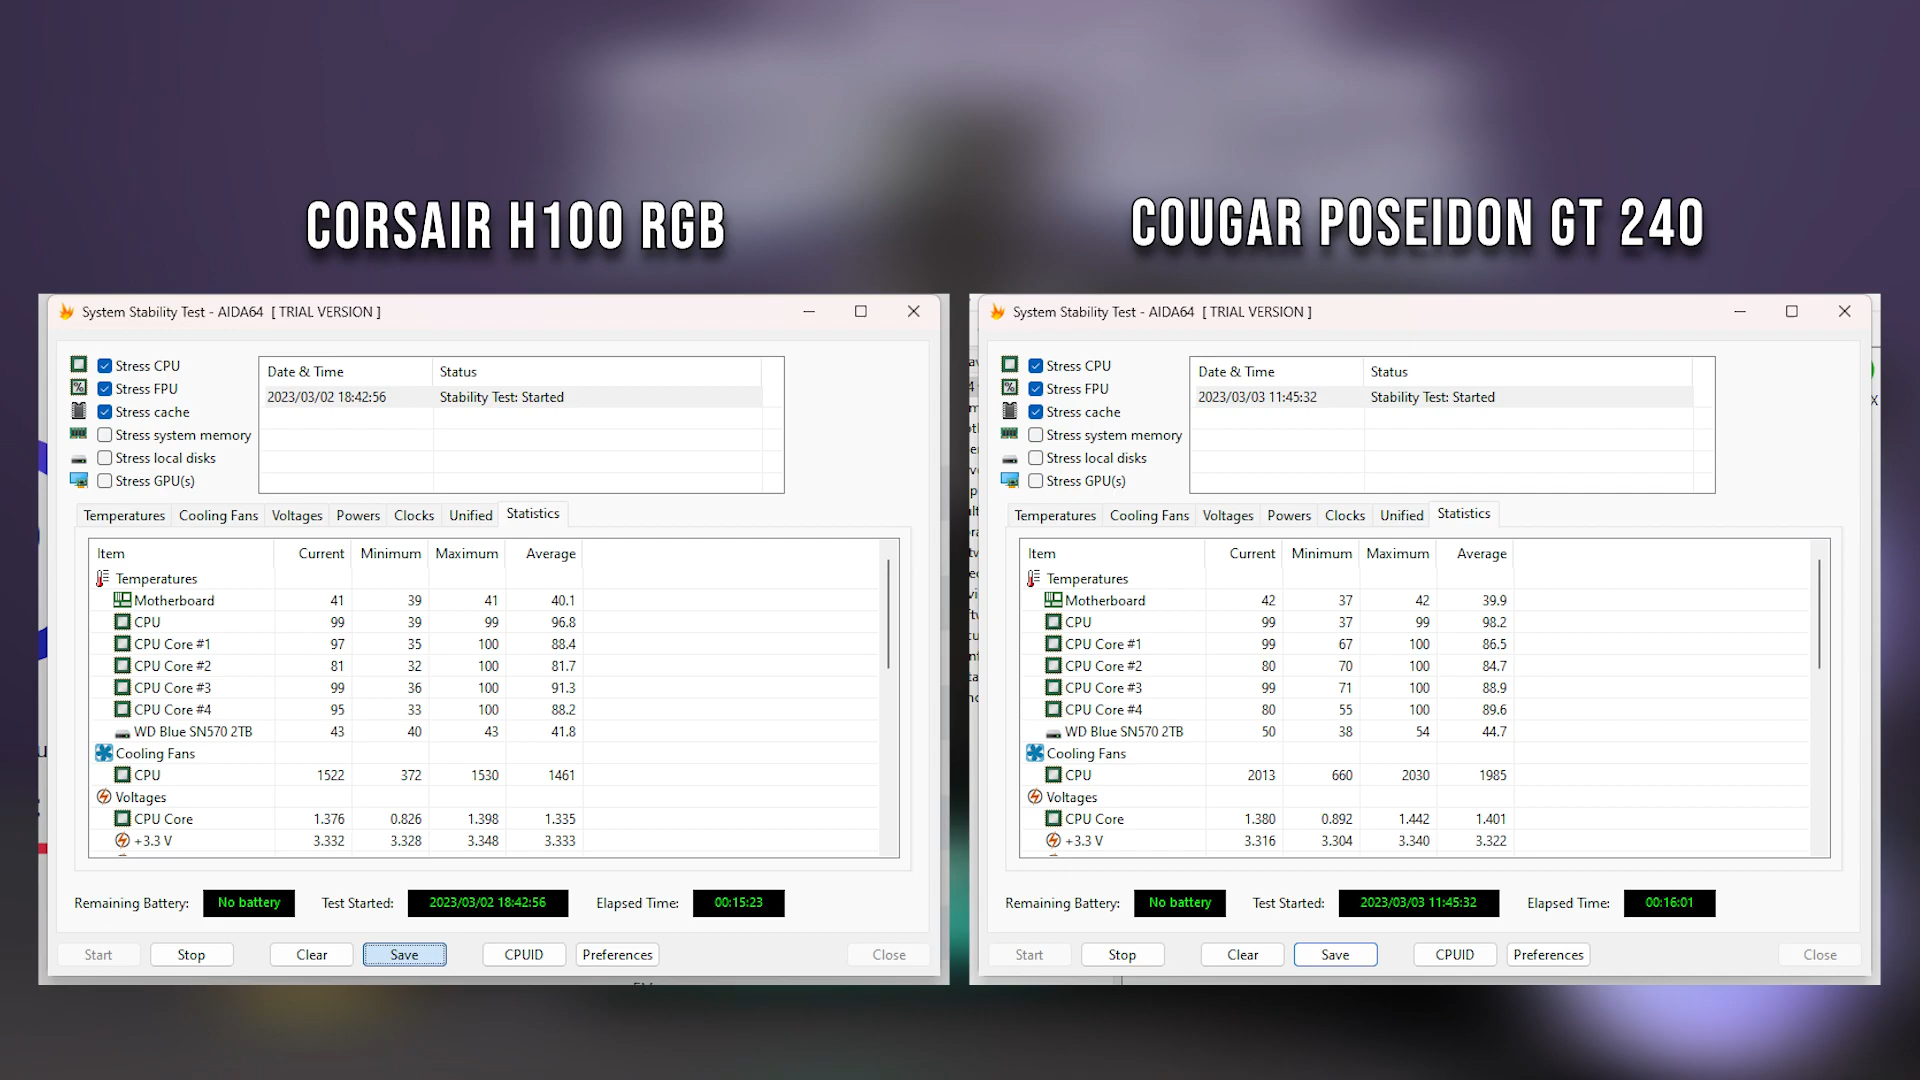 CORSAIR H100 RGB
COUGAR POSEIDON GT 240
System Stability Test - AIDA64 [ TRIAL VERSION ]
Stress CPU
Stress FPU
Stress cache
Stress system memory
Stress local disks
Stress GPU(s)
Date & Time Status
2023/03/02 18:42:56 Stability Test: Started
Temperatures Cooling Fans Voltages Powers Clocks Unified Statistics
Item Current Minimum Maximum Average
Temperatures
Motherboard 41 39 41 40.1
CPU 99 39 99 96.8
CPU Core #1 97 35 100 88.4
CPU Core #2 81 32 100 81.7
CPU Core #3 99 36 100 91.3
CPU Core #4 95 33 100 88.2
WD Blue SN570 2TB 43 40 43 41.8
Cooling Fans
CPU 1522 372 1530 1461
Voltages
CPU Core 1.376 0.826 1.398 1.335
+3.3 V 3.332 3.328 3.348 3.333
Remaining Battery: No battery Test Started: 2023/03/02 18:42:56 Elapsed Time: 00:15:23
Start Stop Clear Save CPUID Preferences Close
System Stability Test - AIDA64 [ TRIAL VERSION ]
Stress CPU
Stress FPU
Stress cache
Stress system memory
Stress local disks
Stress GPU(s)
Date & Time Status
2023/03/03 11:45:32 Stability Test: Started
Temperatures Cooling Fans Voltages Powers Clocks Unified Statistics
Item Current Minimum Maximum Average
Temperatures
Motherboard 42 37 42 39.9
CPU 99 37 99 98.2
CPU Core #1 99 67 100 86.5
CPU Core #2 80 70 100 84.7
CPU Core #3 99 71 100 88.9
CPU Core #4 80 55 100 89.6
WD Blue SN570 2TB 50 38 54 44.7
Cooling Fans
CPU 2013 660 2030 1985
Voltages
CPU Core 1.380 0.892 1.442 1.401
+3.3 V 3.316 3.304 3.340 3.322
Remaining Battery: No battery Test Started: 2023/03/03 11:45:32 Elapsed Time: 00:16:01
Start Stop Clear Save CPUID Preferences Close